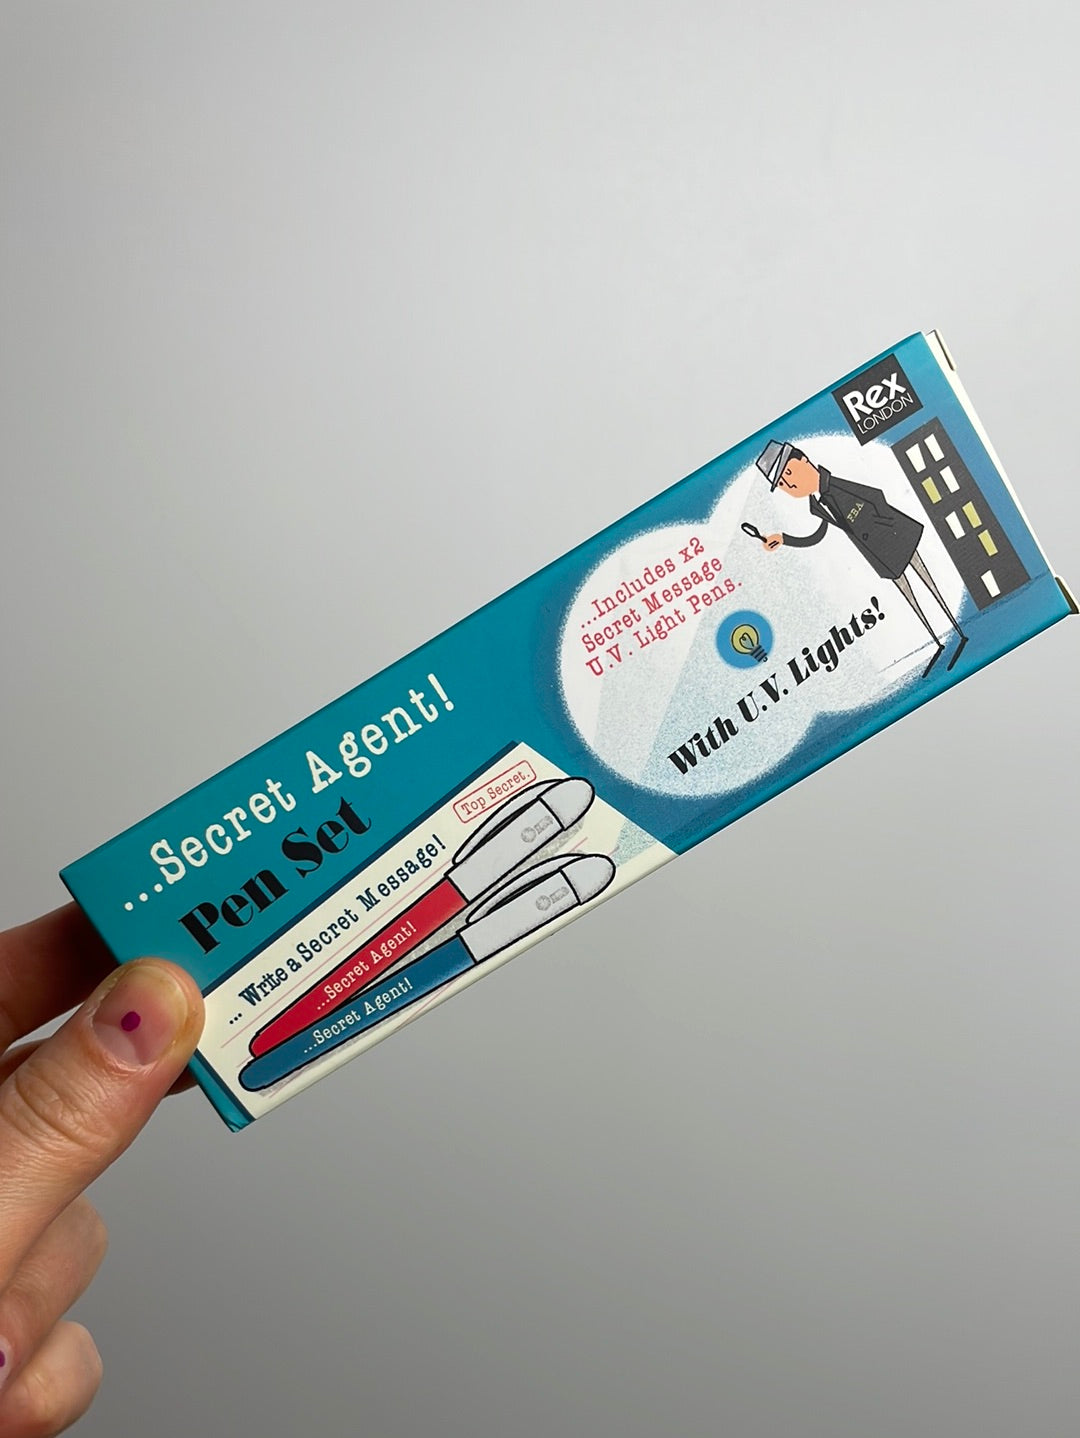 ...Secret Agent!
Pen Set
... Write a Secret Message!
Top Secret.
...Secret Agent!
...Secret Agent!
...Includes x2
Secret Message
U.V. Light Pens.
With U.V. Lights!
Rex
LONDON